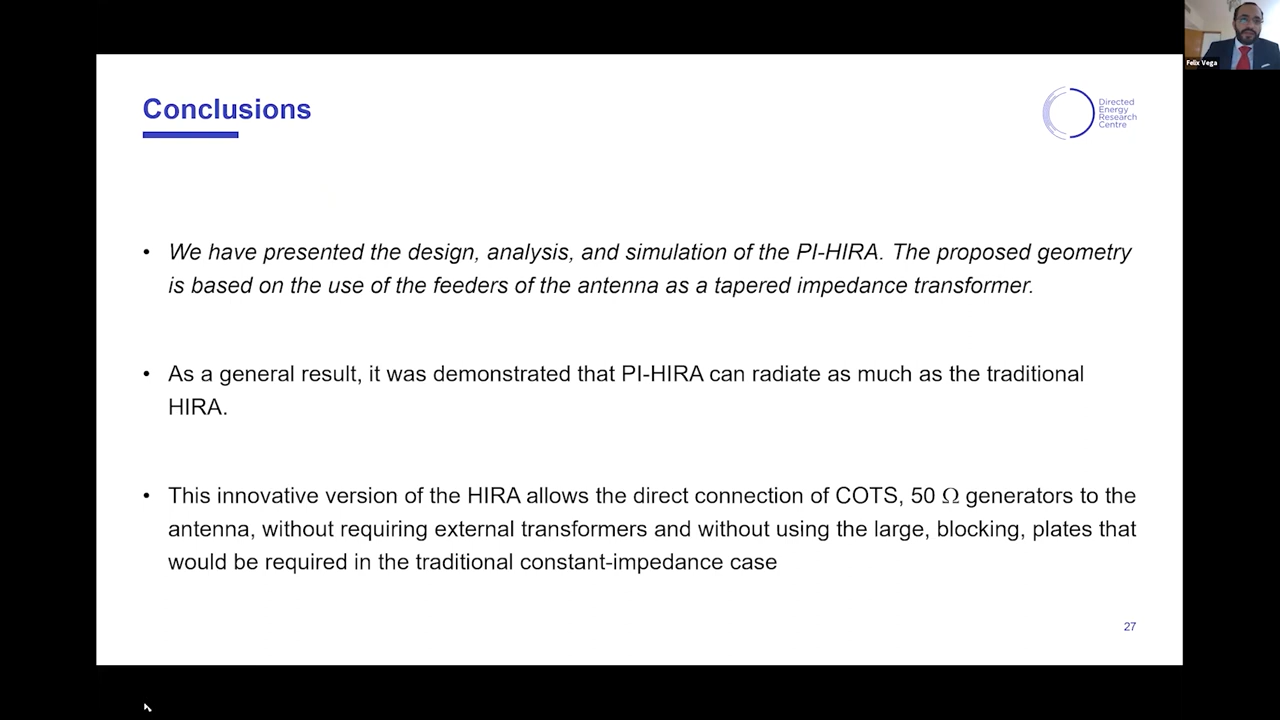 Felix Vega
Conclusions
Directed
Energy
Research
Centre
• We have presented the design, analysis, and simulation of the PI-HIRA. The proposed geometry
is based on the use of the feeders of the antenna as a tapered impedance transformer.
• As a general result, it was demonstrated that PI-HIRA can radiate as much as the traditional
HIRA.
• This innovative version of the HIRA allows the direct connection of COTS, 50 Ω generators to the
antenna, without requiring external transformers and without using the large, blocking, plates that
would be required in the traditional constant-impedance case
27